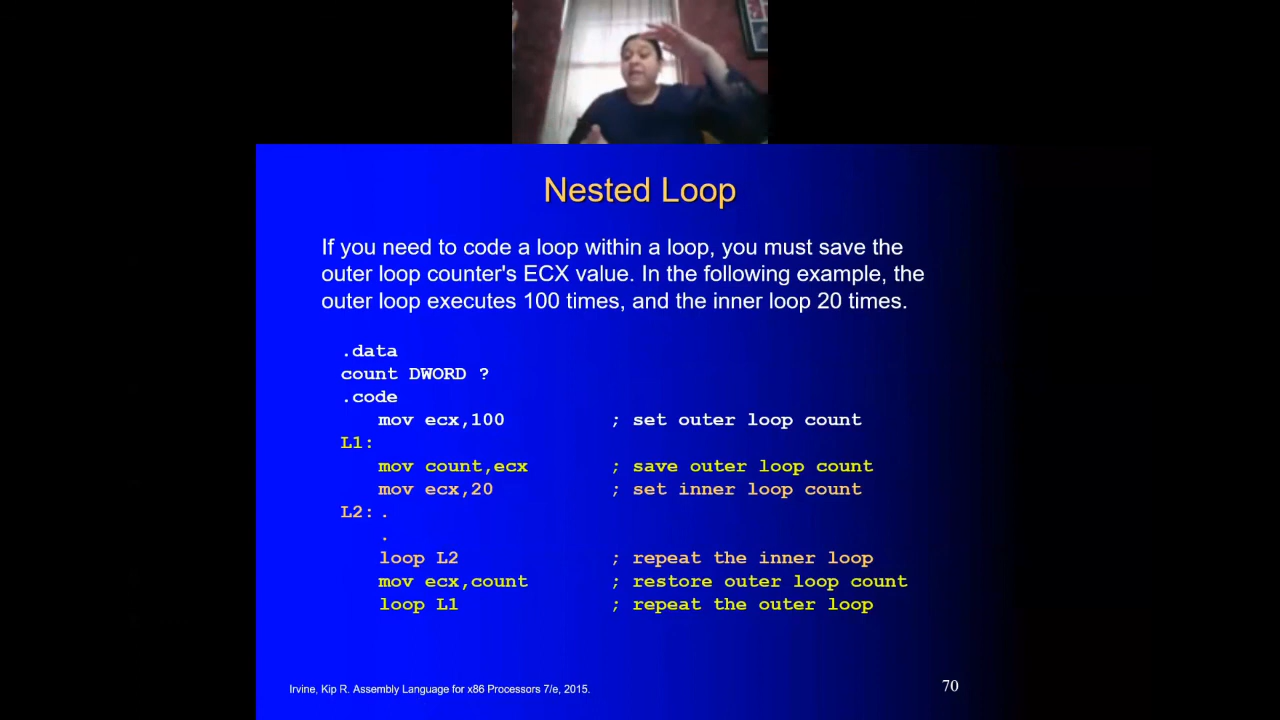 Nested Loop
If you need to code a loop within a loop, you must save the
outer loop counter's ECX value. In the following example, the
outer loop executes 100 times, and the inner loop 20 times.
.data
count DWORD ?
.code
mov ecx,100 ; set outer loop count
L1:
mov count,ecx ; save outer loop count
mov ecx,20 ; set inner loop count
L2: .
.
loop L2 ; repeat the inner loop
mov ecx,count ; restore outer loop count
loop L1 ; repeat the outer loop
Irvine, Kip R. Assembly Language for x86 Processors 7/e, 2015.
70